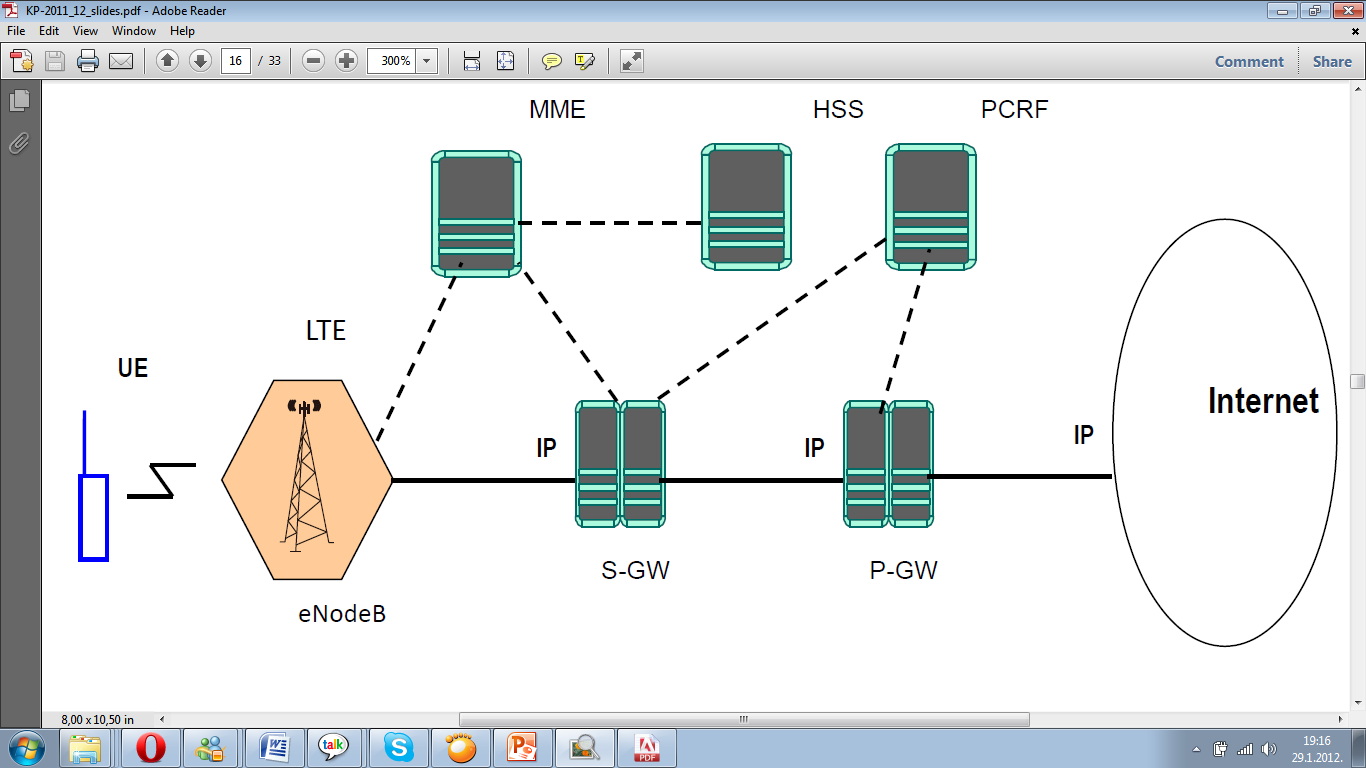 KP-2011_12_slides.pdf - Adobe Reader
File Edit View Window Help
16 / 33 300% Comment Share
MME HSS PCRF
LTE
UE
Internet
IP IP IP
S-GW P-GW
eNodeB
8,00 x 10,50 in
W talk S P PDF
19:16
29.1.2012.